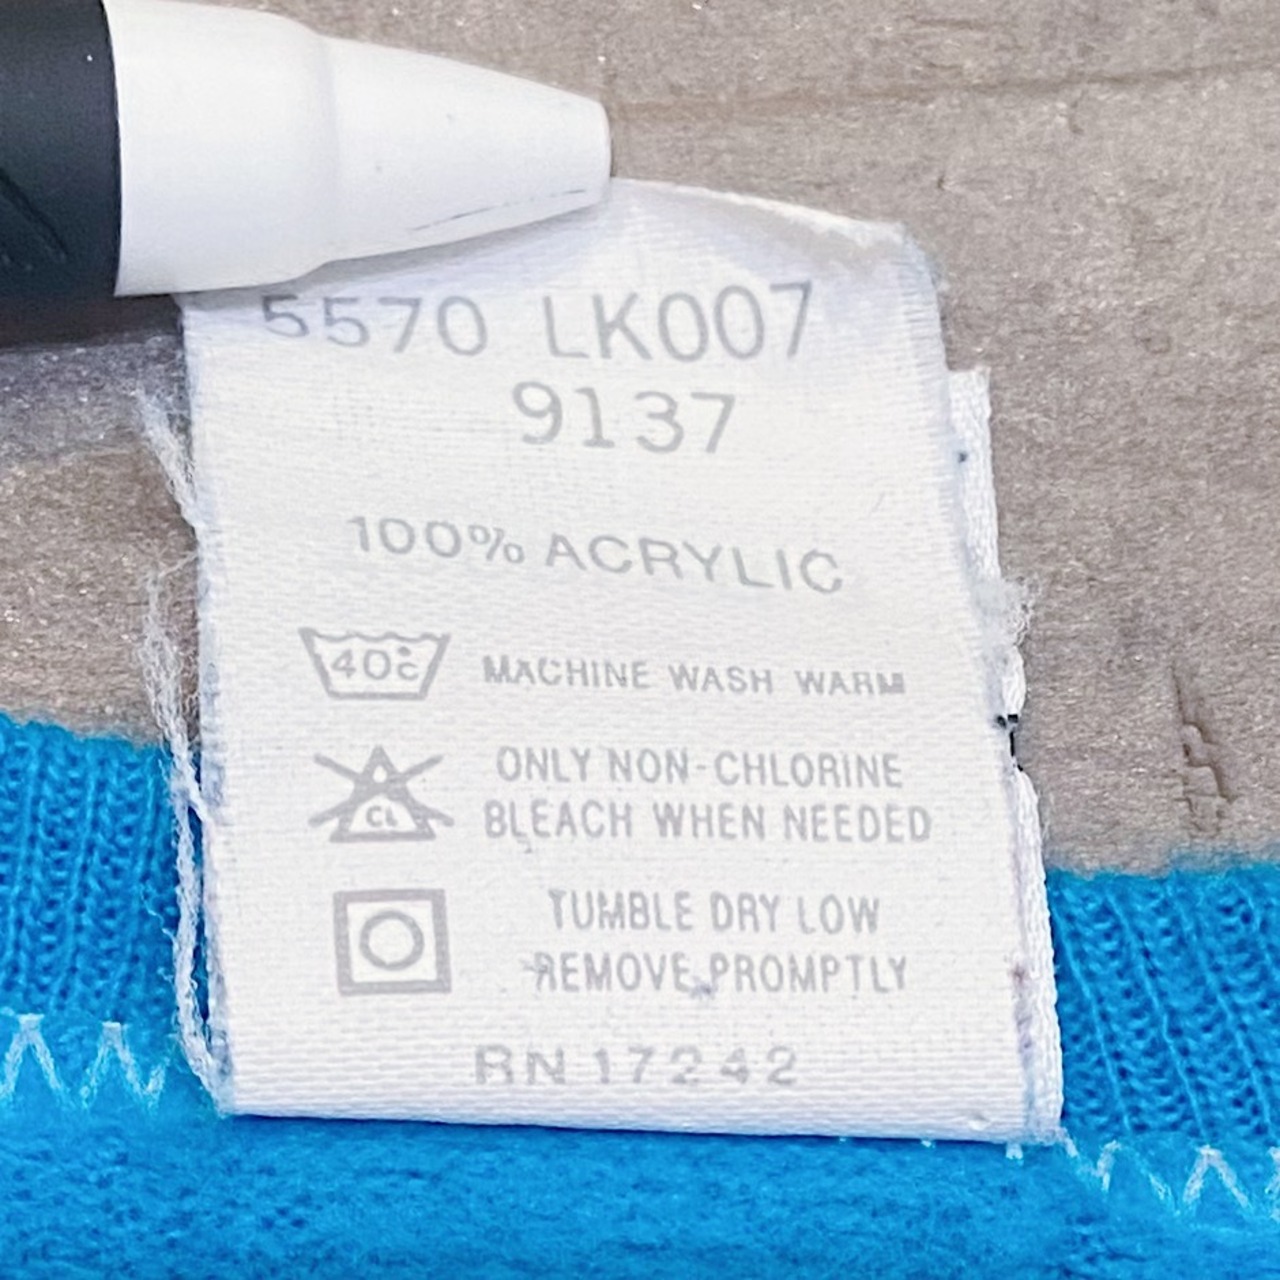 5570 LK007
9137
100% ACRYLIC
40°c MACHINE WASH WARM
CL ONLY NON-CHLORINE
BLEACH WHEN NEEDED
TUMBLE DRY LOW
REMOVE PROMPTLY
RN 17242